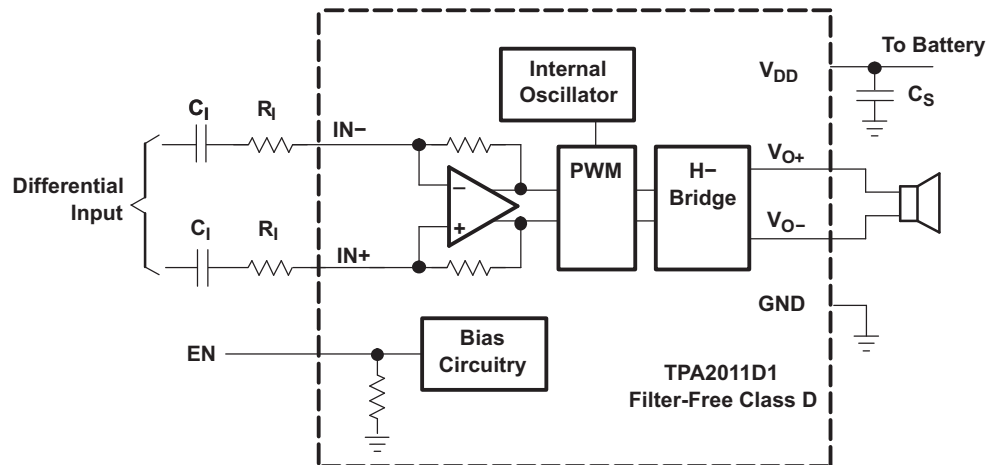 Internal
Oscillator
To Battery
V_DD
C_S
C_I
R_I
IN−
PWM
H−
Bridge
V_O+
V_O−
Differential
Input
−
+
C_I
R_I
IN+
GND
EN
Bias
Circuitry
TPA2011D1
Filter-Free Class D